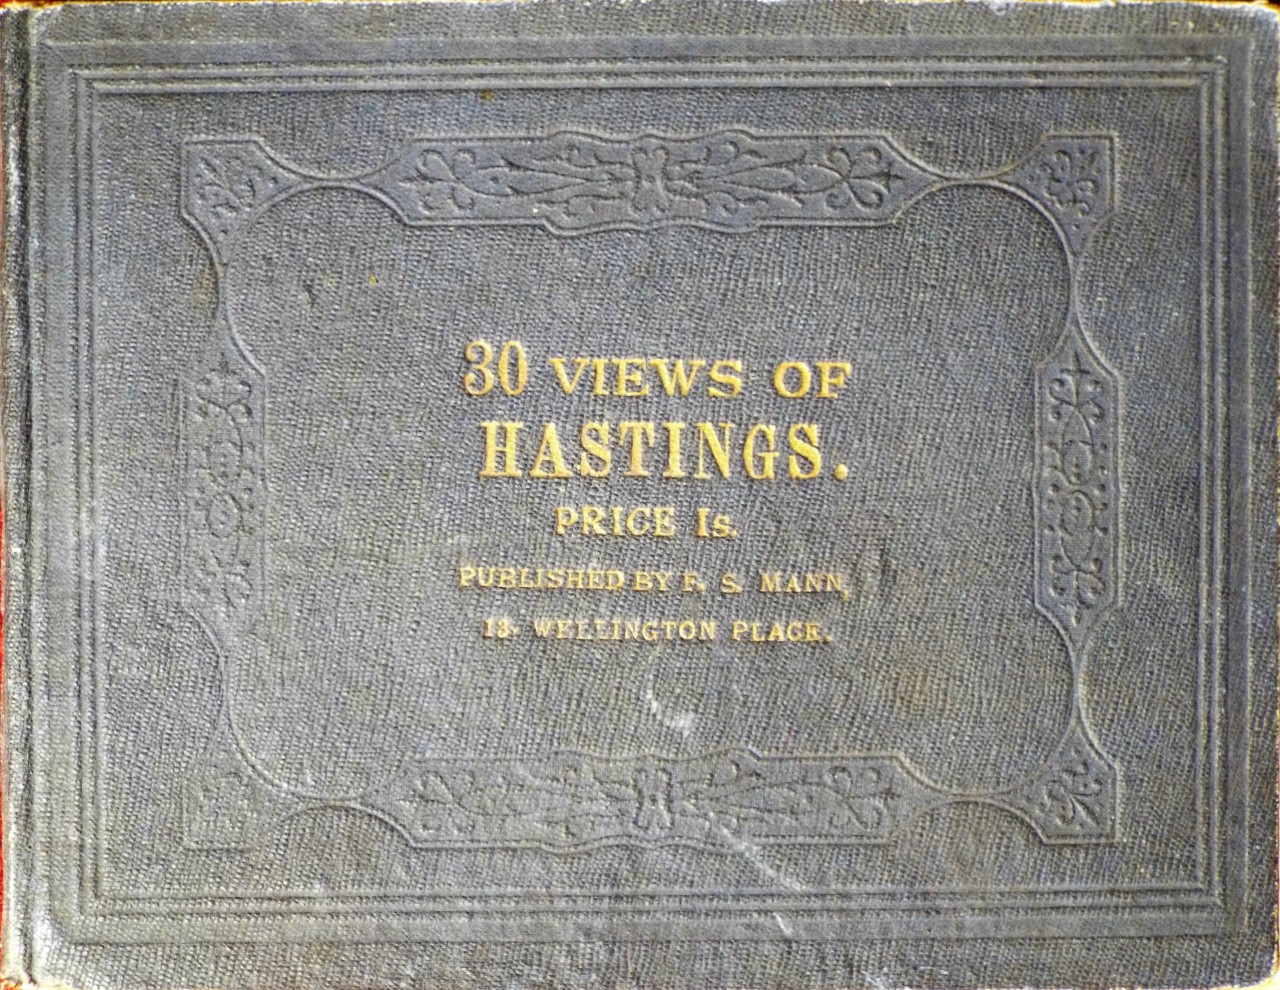 30 VIEWS OF
HASTINGS.
PRICE 1s.
PUBLISHED BY F. S. MANN,
13. WELLINGTON PLACE.